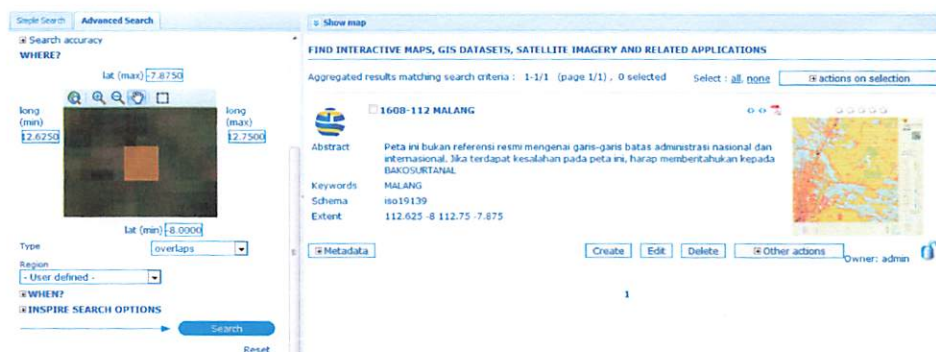 Simple Search Advanced Search
Search accuracy
WHERE?
lat (max) -7.8750
long
(min)
12.6250
long
(max)
12.7500
lat (min) -8.0000
Type overlaps
Region
- User defined -
WHEN?
INSPIRE SEARCH OPTIONS
Search
Reset
Show map
FIND INTERACTIVE MAPS, GIS DATASETS, SATELLITE IMAGERY AND RELATED APPLICATIONS
Aggregated results matching search criteria : 1-1/1 (page 1/1) , 0 selected Select : all, none actions on selection
1608-112 MALANG
Abstract Peta ini bukan referensi resmi mengenai garis-garis batas administrasi nasional dan
internasional. Jika terdapat kesalahan pada peta ini, harap membentahukan kepada
BAKOSURTANAL
Keywords MALANG
Schema iso19139
Extent 112.625 -8 112.75 -7.875
Metadata Create Edit Delete Other actions Owner: admin
1